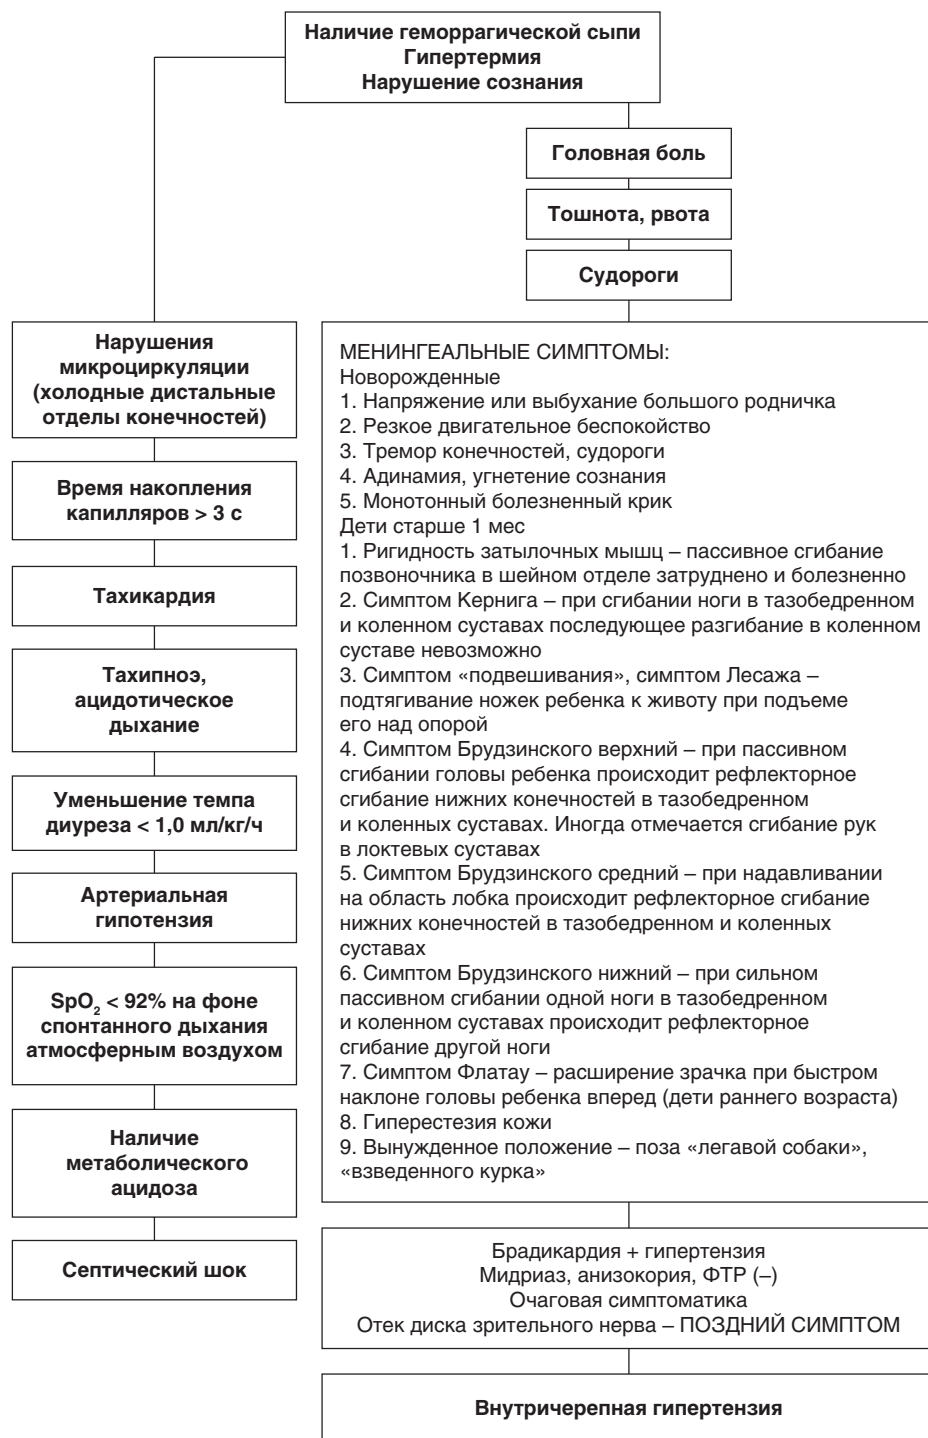 Наличие геморрагической сыпи
Гипертермия
Нарушение сознания
Головная боль
Тошнота, рвота
Судороги
Нарушения
микроциркуляции
(холодные дистальные
отделы конечностей)
Время накопления
капилляров > 3 с
Тахикардия
Тахипноэ,
ацидотическое
дыхание
Уменьшение темпа
диуреза < 1,0 мл/кг/ч
Артериальная
гипотензия
SpO₂ < 92% на фоне
спонтанного дыхания
атмосферным воздухом
Наличие
метаболического
ацидоза
Септический шок
МЕНИНГЕАЛЬНЫЕ СИМПТОМЫ:
Новорожденные
1. Напряжение или выбухание большого родничка
2. Резкое двигательное беспокойство
3. Тремор конечностей, судороги
4. Адинамия, угнетение сознания
5. Монотонный болезненный крик
Дети старше 1 мес
1. Ригидность затылочных мышц – пассивное сгибание
позвоночника в шейном отделе затруднено и болезненно
2. Симптом Кернига – при сгибании ноги в тазобедренном
и коленном суставах последующее разгибание в коленном
суставе невозможно
3. Симптом «подвешивания», симптом Лесажа –
подтягивание ножек ребенка к животу при подъеме
его над опорой
4. Симптом Брудзинского верхний – при пассивном
сгибании головы ребенка происходит рефлекторное
сгибание нижних конечностей в тазобедренном
и коленных суставах. Иногда отмечается сгибание рук
в локтевых суставах
5. Симптом Брудзинского средний – при надавливании
на область лобка происходит рефлекторное сгибание
нижних конечностей в тазобедренном и коленных
суставах
6. Симптом Брудзинского нижний – при сильном
пассивном сгибании одной ноги в тазобедренном
и коленном суставах происходит рефлекторное
сгибание другой ноги
7. Симптом Флатау – расширение зрачка при быстром
наклоне головы ребенка вперед (дети раннего возраста)
8. Гиперестезия кожи
9. Вынужденное положение – поза «легавой собаки»,
«взведенного курка»
Брадикардия + гипертензия
Мидриаз, анизокория, ФТР (–)
Очаговая симптоматика
Отек диска зрительного нерва – ПОЗДНИЙ СИМПТОМ
Внутричерепная гипертензия